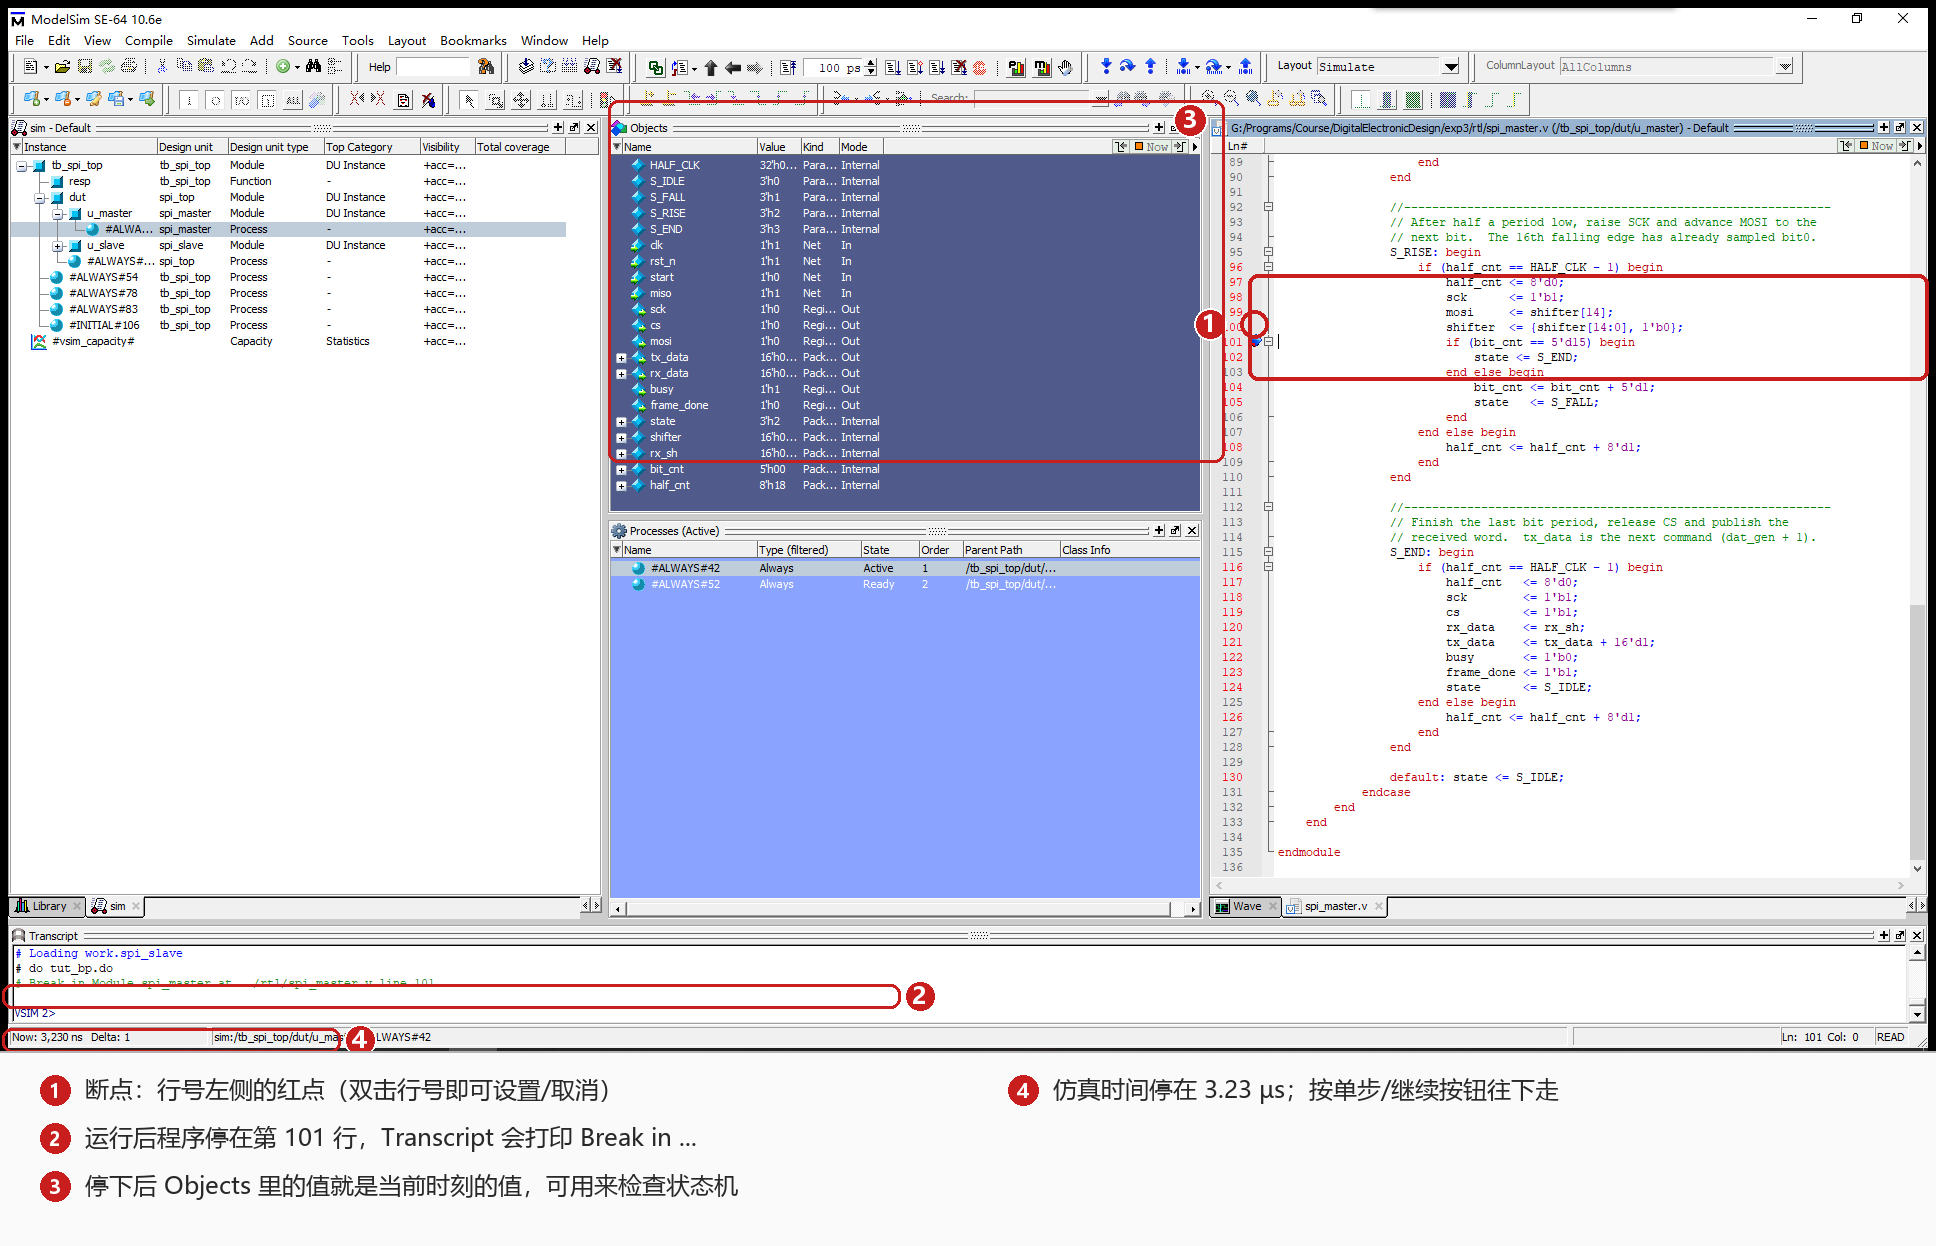 ModelSim SE-64 10.6e
File Edit View Compile Simulate Add Source Tools Layout Bookmarks Window Help
Help
100 ps
Layout Simulate
ColumnLayout AllColumns
Search:
sim - Default
Instance Design unit Design unit type Top Category Visibility Total coverage
tb_spi_top tb_spi_top Module DU Instance +acc=...
resp tb_spi_top Function - +acc=...
dut spi_top Module DU Instance +acc=...
u_master spi_master Module DU Instance +acc=...
#ALWA... spi_master Process - +acc=...
u_slave spi_slave Module DU Instance +acc=...
#ALWAYS#... spi_top Process - +acc=...
#ALWAYS#54 tb_spi_top Process - +acc=...
#ALWAYS#78 tb_spi_top Process - +acc=...
#ALWAYS#83 tb_spi_top Process - +acc=...
#INITIAL#106 tb_spi_top Process - +acc=...
#vsim_capacity# Capacity Statistics +acc=...
Library
sim
Objects
3
Name Value Kind Mode
Now
HALF_CLK 32'h0... Para... Internal
S_IDLE 3'h0 Para... Internal
S_FALL 3'h1 Para... Internal
S_RISE 3'h2 Para... Internal
S_END 3'h3 Para... Internal
clk 1'h1 Net In
rst_n 1'h1 Net In
start 1'h0 Net In
miso 1'h1 Net In
sck 1'h0 Regi... Out
cs 1'h0 Regi... Out
mosi 1'h0 Regi... Out
tx_data 16'h0... Pack... Out
rx_data 16'h0... Pack... Out
busy 1'h1 Regi... Out
frame_done 1'h0 Regi... Out
state 3'h2 Pack... Internal
shifter 16'h0... Pack... Internal
rx_sh 16'h0... Pack... Internal
bit_cnt 5'h00 Pack... Internal
half_cnt 8'h18 Pack... Internal
Processes (Active)
Name Type (filtered) State Order Parent Path Class Info
#ALWAYS#42 Always Active 1 /tb_spi_top/dut/...
#ALWAYS#52 Always Ready 2 /tb_spi_top/dut/...
G:/Programs/Course/DigitalElectronicDesign/exp3/rtl/spi_master.v (/tb_spi_top/dut/u_master) - Default
Ln#
Now
89 end
90 end
91
92 //-------------------------------------------------------------
93 // After half a period low, raise SCK and advance MOSI to the
94 // next bit. The 16th falling edge has already sampled bit0.
95 S_RISE: begin
96 if (half_cnt == HALF_CLK - 1) begin
97 half_cnt <= 8'd0;
98 sck <= 1'b1;
99 mosi <= shifter[14];
1
100 shifter <= {shifter[14:0], 1'b0};
101 if (bit_cnt == 5'd15) begin
102 state <= S_END;
103 end else begin
104 bit_cnt <= bit_cnt + 5'd1;
105 state <= S_FALL;
106 end
107 end else begin
108 half_cnt <= half_cnt + 8'd1;
109 end
110 end
111
112 //-------------------------------------------------------------
113 // Finish the last bit period, release CS and publish the
114 // received word. tx_data is the next command (dat_gen + 1).
115 S_END: begin
116 if (half_cnt == HALF_CLK - 1) begin
117 half_cnt <= 8'd0;
118 sck <= 1'b1;
119 cs <= 1'b1;
120 rx_data <= rx_sh;
121 tx_data <= tx_data + 16'd1;
122 busy <= 1'b0;
123 frame_done <= 1'b1;
124 state <= S_IDLE;
125 end else begin
126 half_cnt <= half_cnt + 8'd1;
127 end
128 end
129
130 default: state <= S_IDLE;
131 endcase
132 end
133 end
134
135 endmodule
136
Wave
spi_master.v
Transcript
# Loading work.spi_slave
# do tut_bp.do
# Break in Module spi_master at ../rtl/spi_master.v line 101
2
VSIM 2>
Now: 3,230 ns Delta: 1 sim:/tb_spi_top/dut/u_mas 4 LWAYS#42 Ln: 101 Col: 0 READ
1 断点：行号左侧的红点（双击行号即可设置/取消）
2 运行后程序停在第 101 行，Transcript 会打印 Break in ...
3 停下后 Objects 里的值就是当前时刻的值，可用来检查状态机
4 仿真时间停在 3.23 μs；按单步/继续按钮往下走